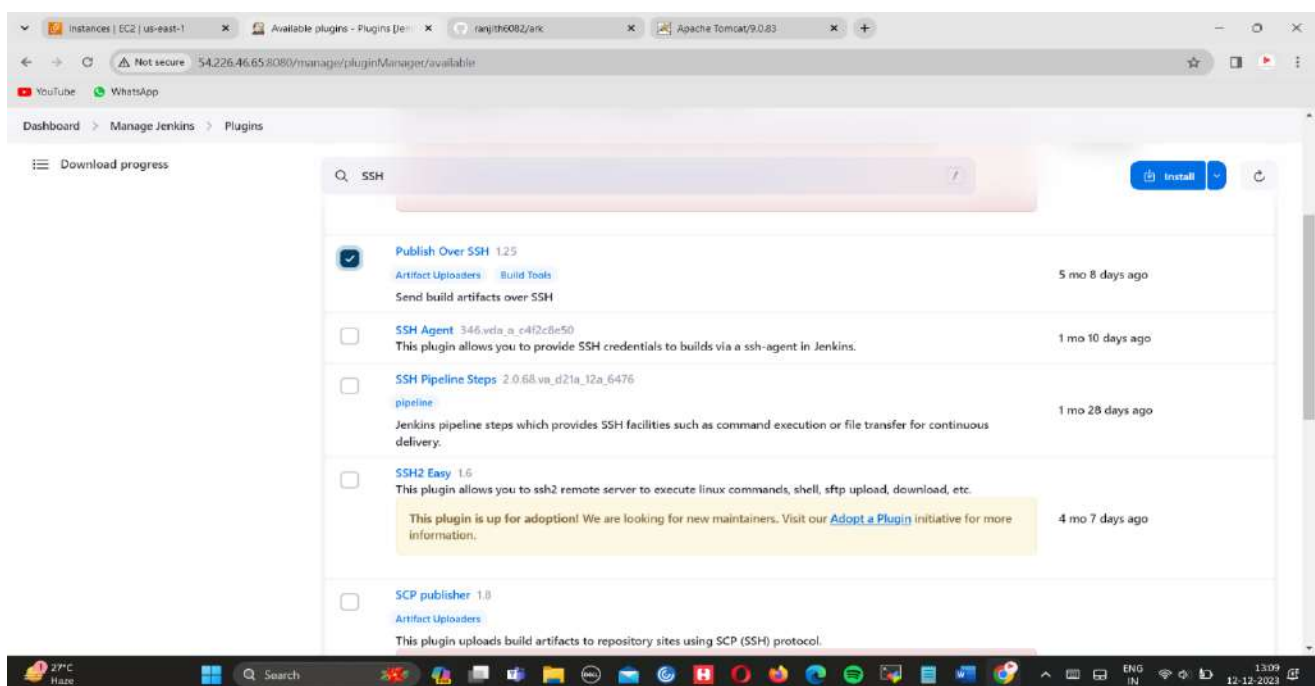 Instances | EC2 | us-east-1
Available plugins - Plugins [Jen
ranjith6082/ark
Apache Tomcat/9.0.83
Not secure 54.226.46.65:8080/manage/pluginManager/available
YouTube WhatsApp
Dashboard > Manage Jenkins > Plugins
Download progress
SSH
/
Install
Publish Over SSH 1.25
Artifact Uploaders Build Tools
Send build artifacts over SSH
5 mo 8 days ago
SSH Agent 346.vda_a_c4f2c8e50
This plugin allows you to provide SSH credentials to builds via a ssh-agent in Jenkins.
1 mo 10 days ago
SSH Pipeline Steps 2.0.68.va_d21a_12a_6476
pipeline
Jenkins pipeline steps which provides SSH facilities such as command execution or file transfer for continuous
delivery.
1 mo 28 days ago
SSH2 Easy 1.6
This plugin allows you to ssh2 remote server to execute linux commands, shell, sftp upload, download, etc.
This plugin is up for adoption! We are looking for new maintainers. Visit our Adopt a Plugin initiative for more
information.
4 mo 7 days ago
SCP publisher 1.8
Artifact Uploaders
This plugin uploads build artifacts to repository sites using SCP (SSH) protocol.
1
27°C
Haze
Search
DELL
H
ENG
IN
13:09
12-12-2023